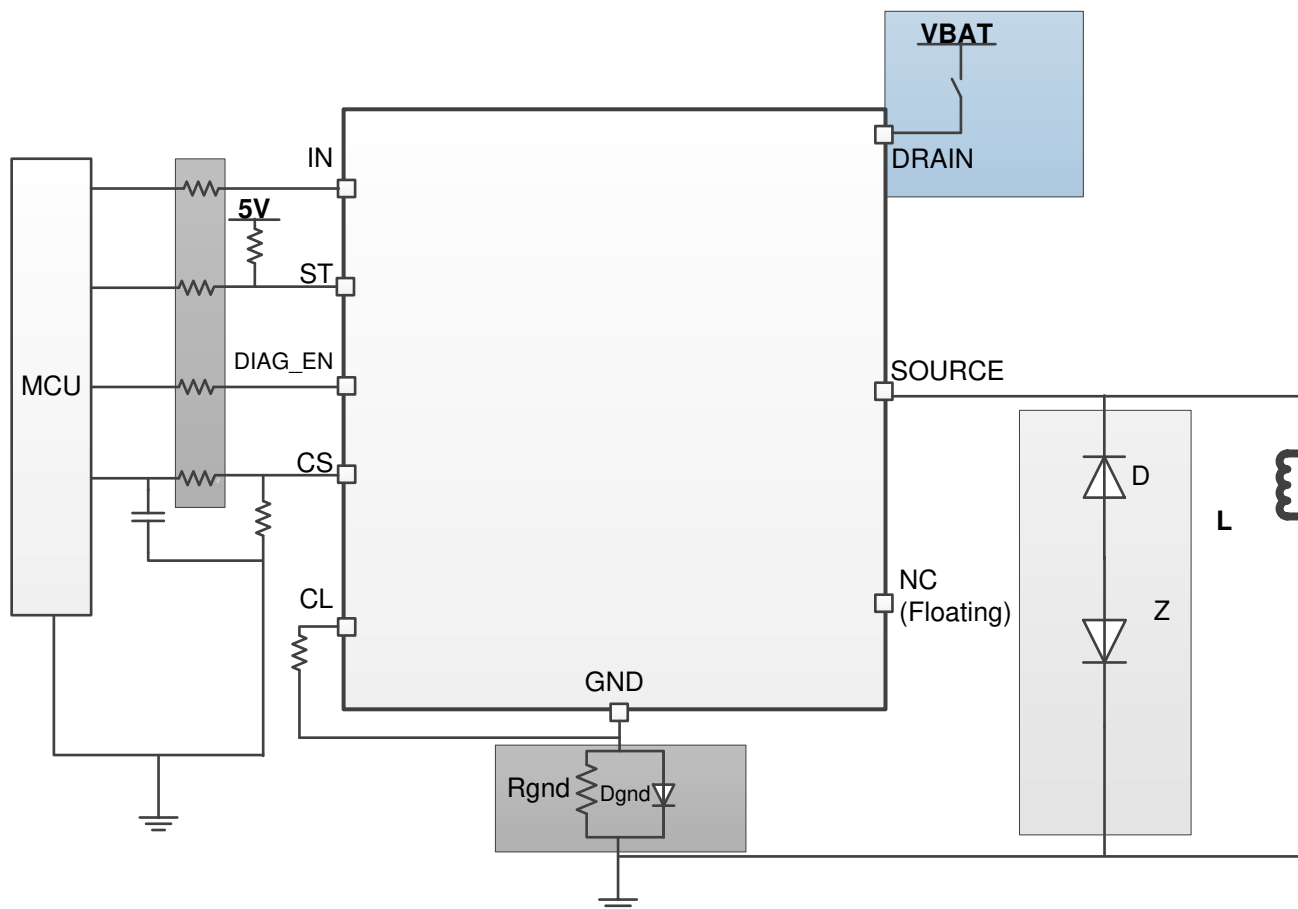 VBAT
DRAIN
IN
5V
ST
DIAG_EN
MCU
SOURCE
CS
D
L
CL
NC
(Floating)
Z
GND
Rgnd
Dgnd